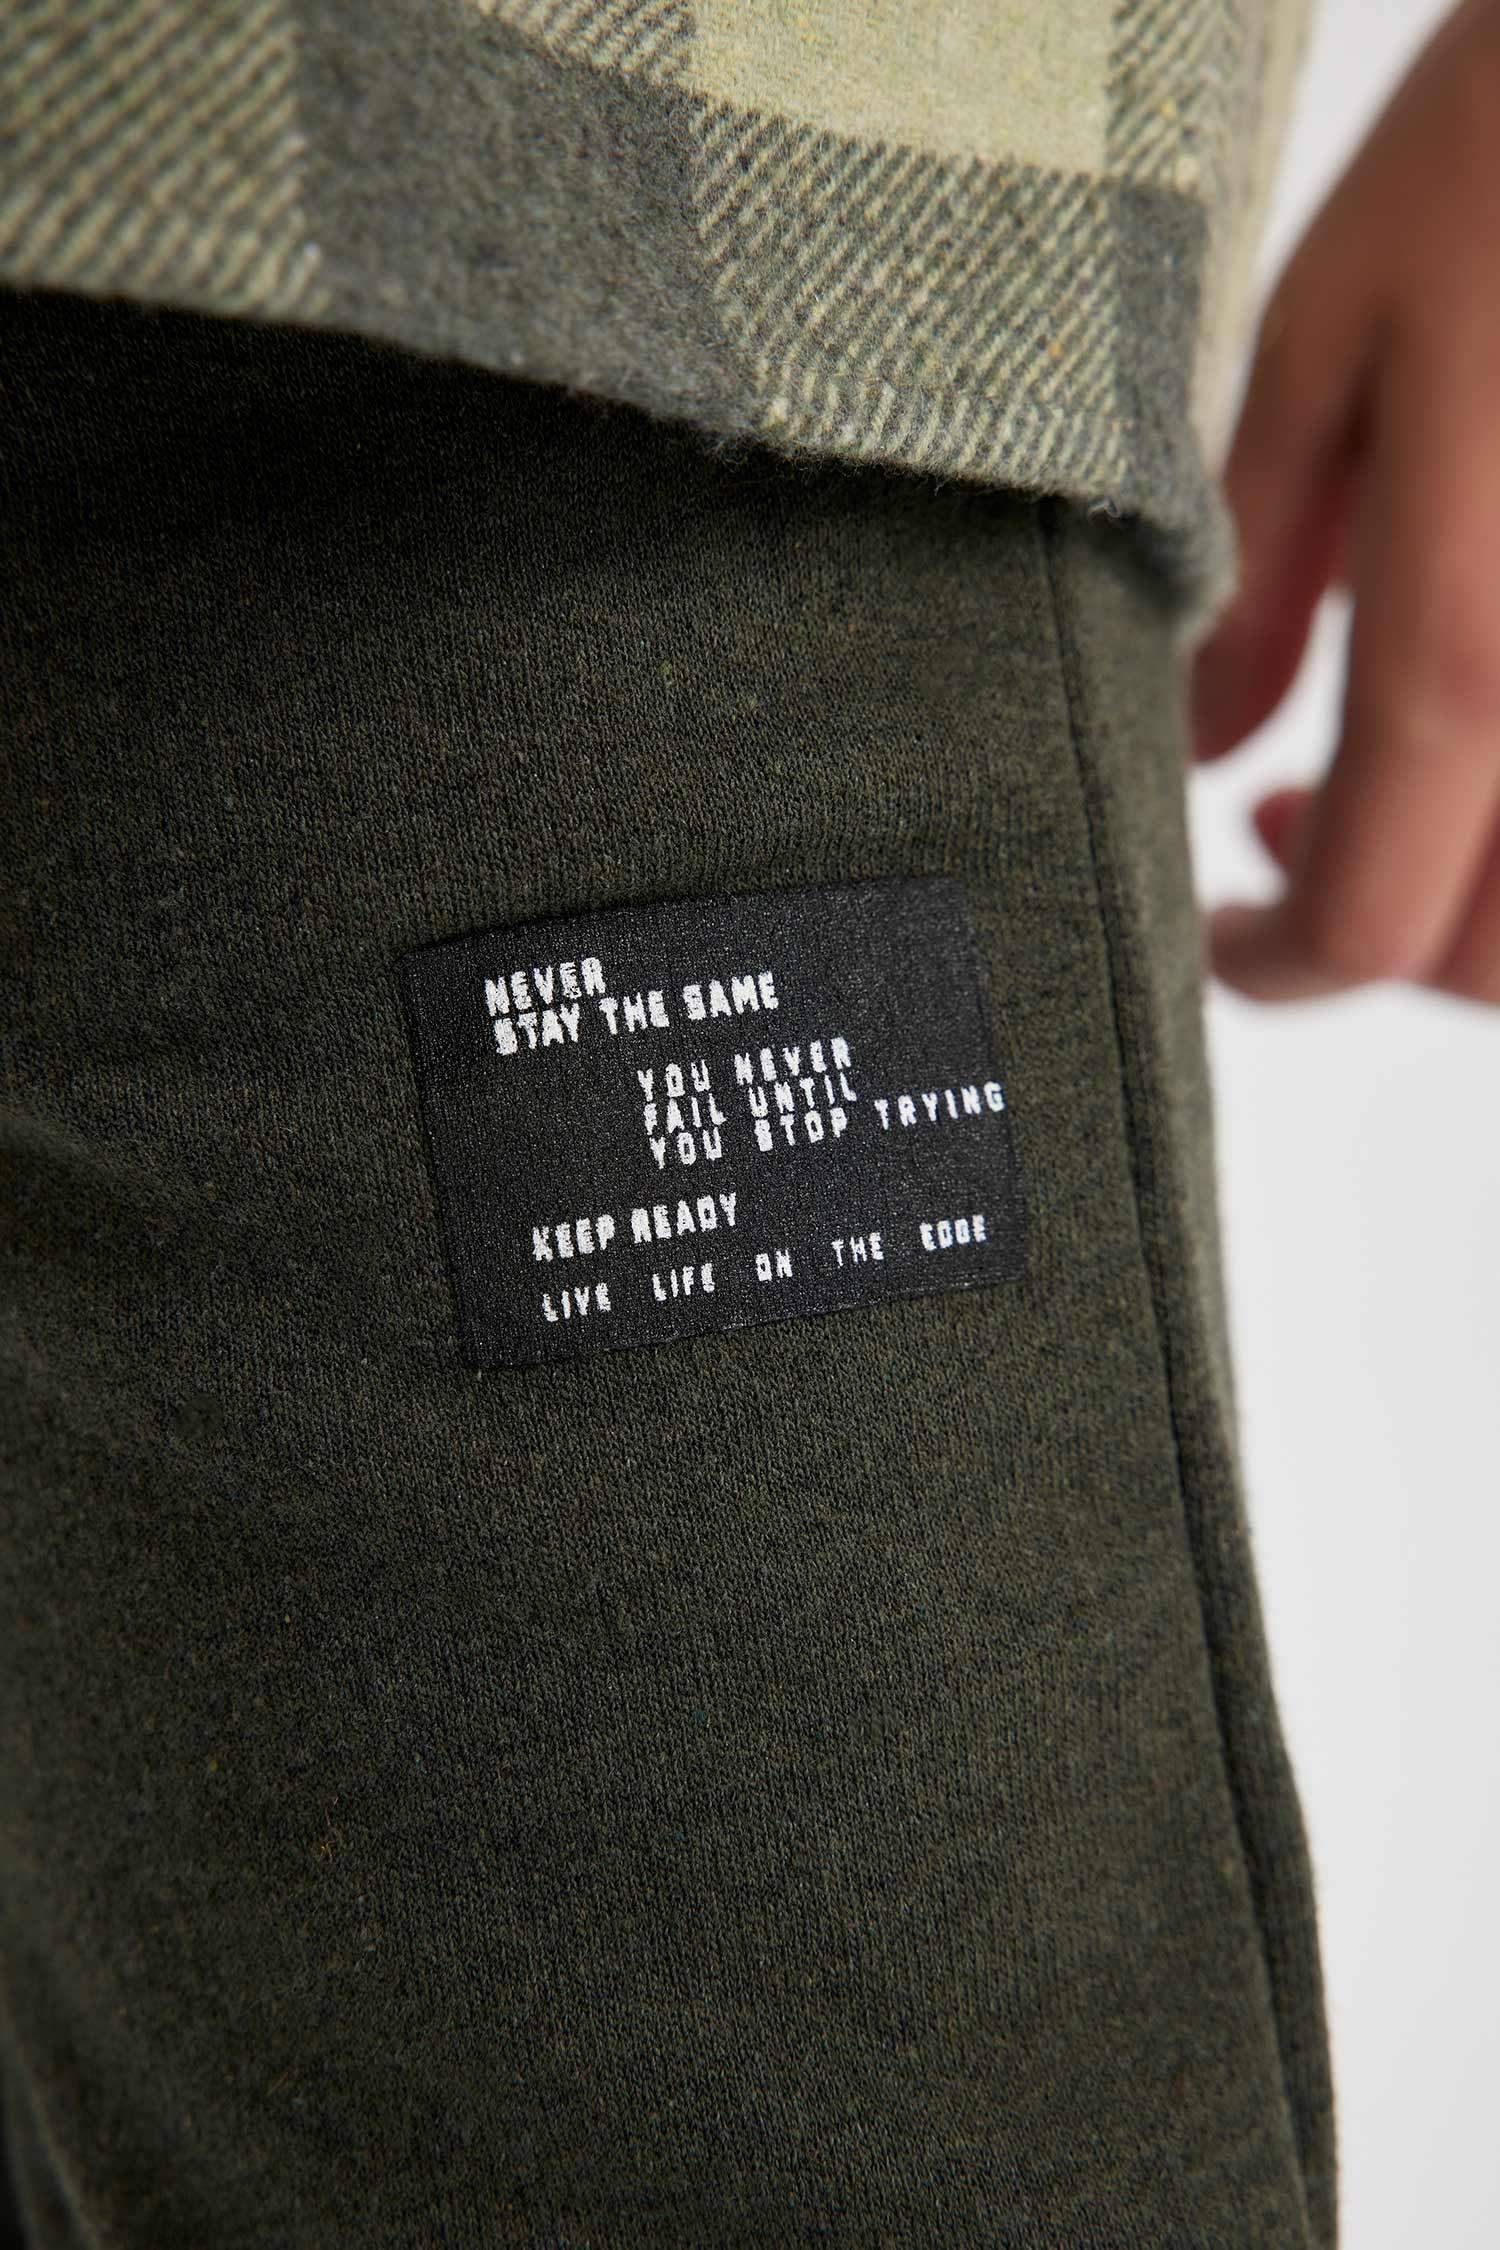 NEVER
STAY THE SAME
YOU NEVER
FAIL UNTIL
YOU STOP TRYING
KEEP READY
LIVE LIFE ON THE EDGE